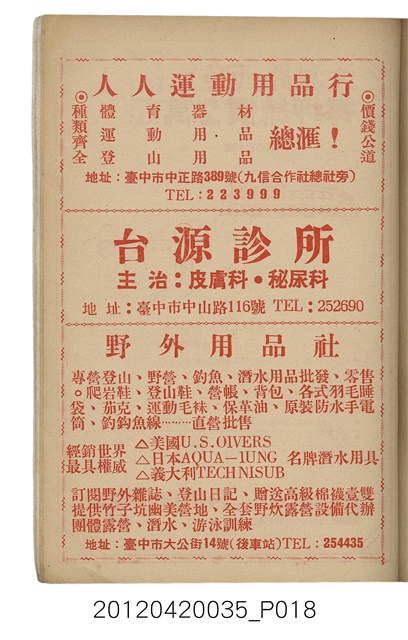 人人運動用品行
◎種類齊全
體育器材
運動用品
登山用品
總滙！
◎價錢公道
地址：臺中市中正路389號(九信合作社總社旁)
TEL：223999
台源診所
主治：皮膚科・秘尿科
地址：臺中市中山路116號 TEL：252690
野外用品社
專營登山、野營、釣魚、潛水用品批發、零售
。爬岩鞋、登山鞋、營帳、背包、各式羽毛睡
袋、茄克、運動毛袜、保革油、原裝防水手電
筒、釣釣魚線………直營批售
經銷世界
最具權威
△美國U.S.OIVERS
△日本AQUA－IUNG
△義大利TECHNISUB
名牌潛水用具
訂閱野外雜誌、登山日記、贈送高級棉襪壹雙
提供竹子坑幽美營地、全套野炊露營設備代辦
團體露營、潛水、游泳訓練
地址：臺中市大公街14號(後車站)TEL：254435
20120420035_P018